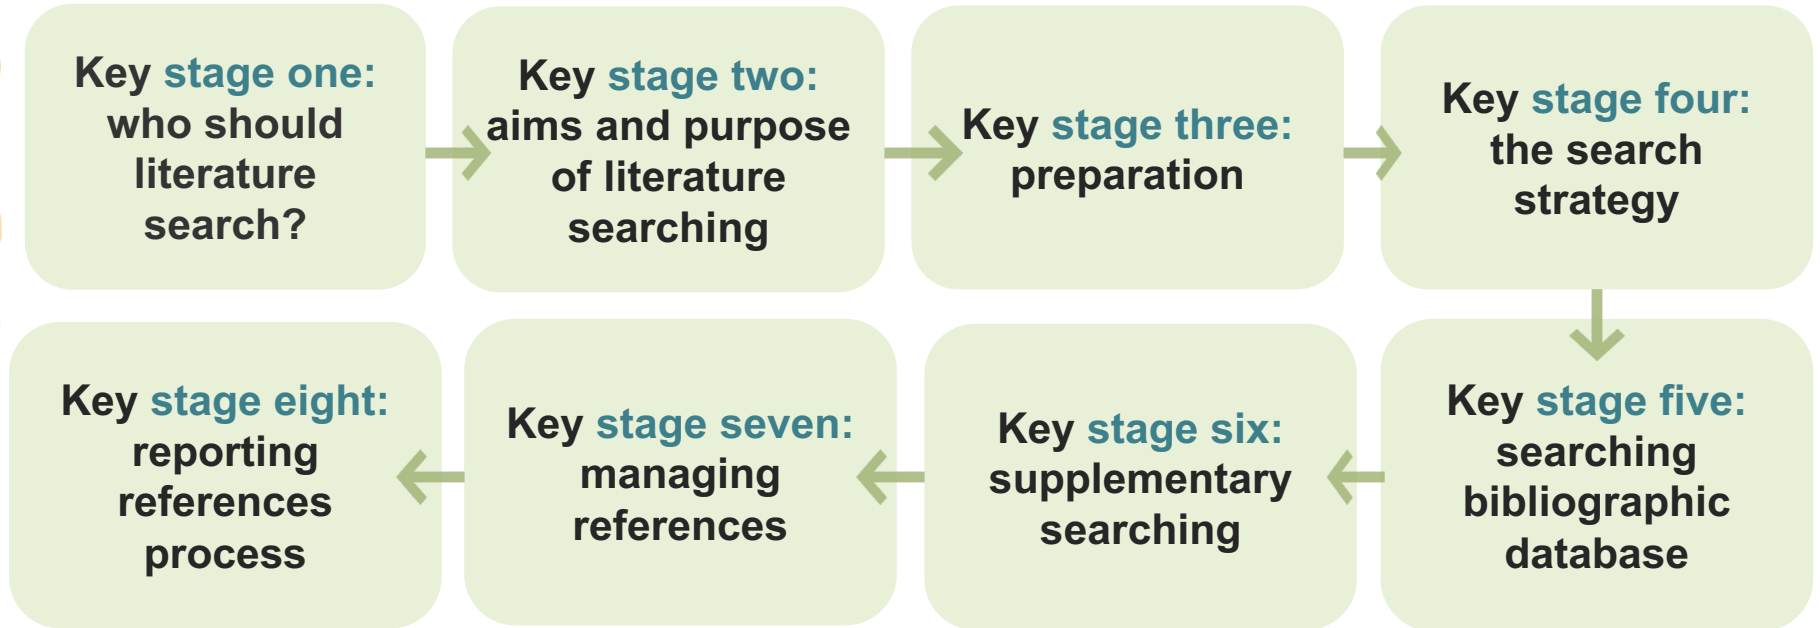 Key stage one:
who should
literature
search?
Key stage two:
aims and purpose
of literature
searching
Key stage three:
preparation
Key stage four:
the search
strategy
Key stage five:
searching
bibliographic
database
Key stage six:
supplementary
searching
Key stage seven:
managing
references
Key stage eight:
reporting
references
process